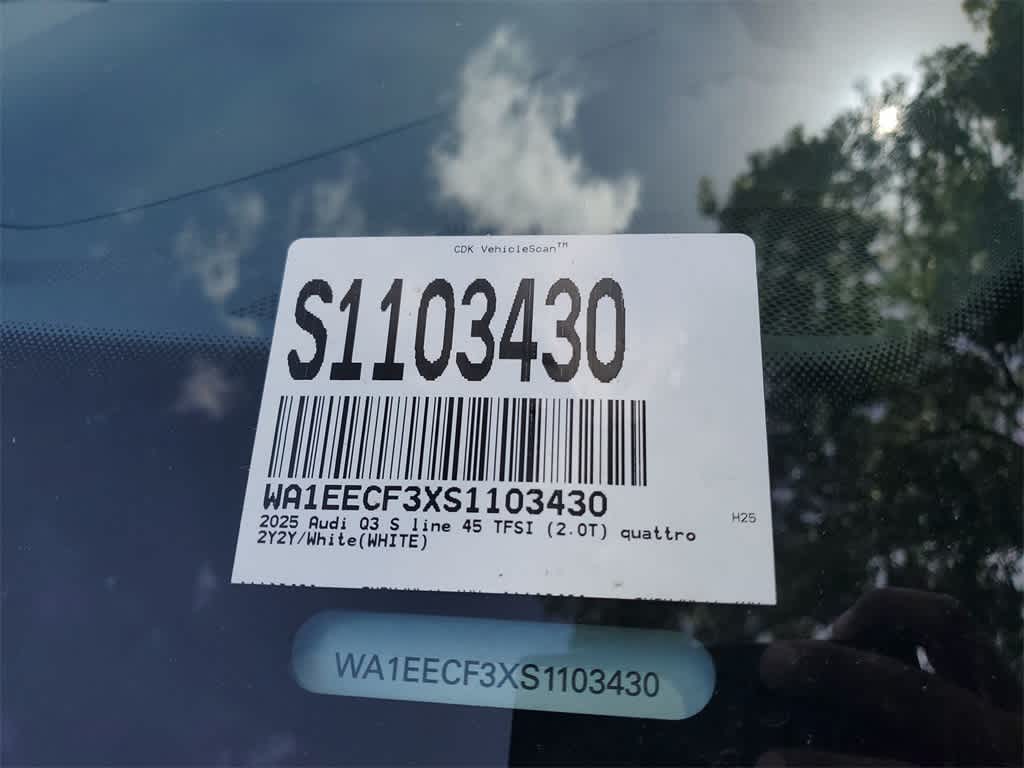 CDK VehicleScan™
S1103430
WA1EECF3XS1103430
2025 Audi Q3 S line 45 TFSI (2.0T) quattro
2Y2Y/White(WHITE)
H25
WA1EECF3XS1103430